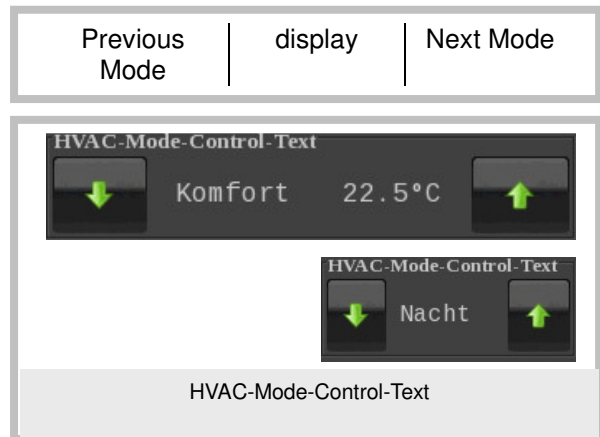 Previous Mode
display
Next Mode
HVAC-Mode-Control-Text
Komfort 22.5°C
HVAC-Mode-Control-Text
Nacht
HVAC-Mode-Control-Text